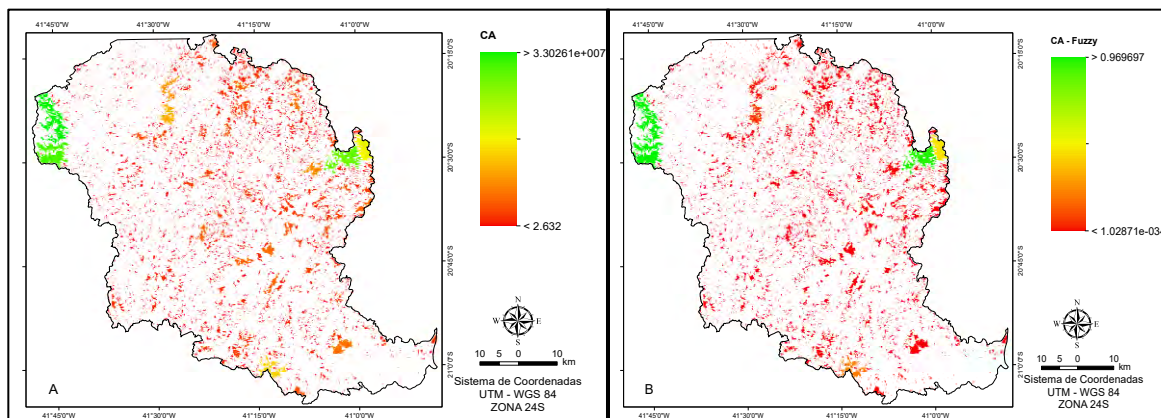 41°45'0"W 41°30'0"W 41°15'0"W 41°0'0"W
CA
> 3.30261e+007
< 2.632
20°15'0"S
20°30'0"S
20°45'0"S
21°0'0"S
N
W E
S
10 5 0 10
km
Sistema de Coordenadas
UTM - WGS 84
ZONA 24S
A
41°45'0"W 41°30'0"W 41°15'0"W 41°0'0"W
CA - Fuzzy
> 0.969697
< 1.02871e-034
20°15'0"S
20°30'0"S
20°45'0"S
21°0'0"S
N
W E
S
10 5 0 10
km
Sistema de Coordenadas
UTM - WGS 84
ZONA 24S
B
41°45'0"W 41°30'0"W 41°15'0"W 41°0'0"W
41°45'0"W 41°30'0"W 41°15'0"W 41°0'0"W